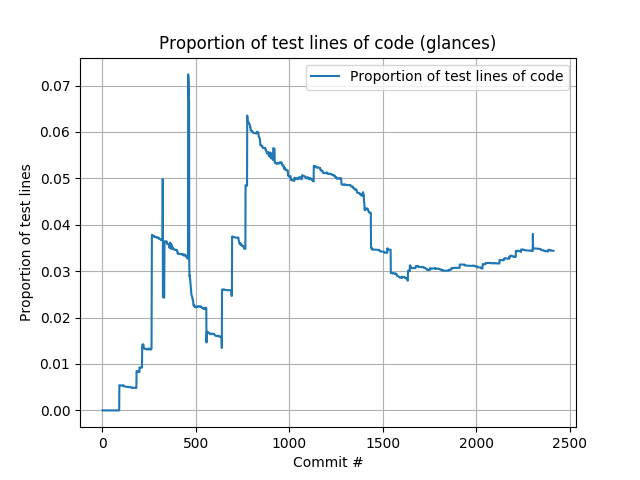 Proportion of test lines of code (glances)
Proportion of test lines of code
Proportion of test lines
0.07
0.06
0.05
0.04
0.03
0.02
0.01
0.00
0 500 1000 1500 2000 2500
Commit #